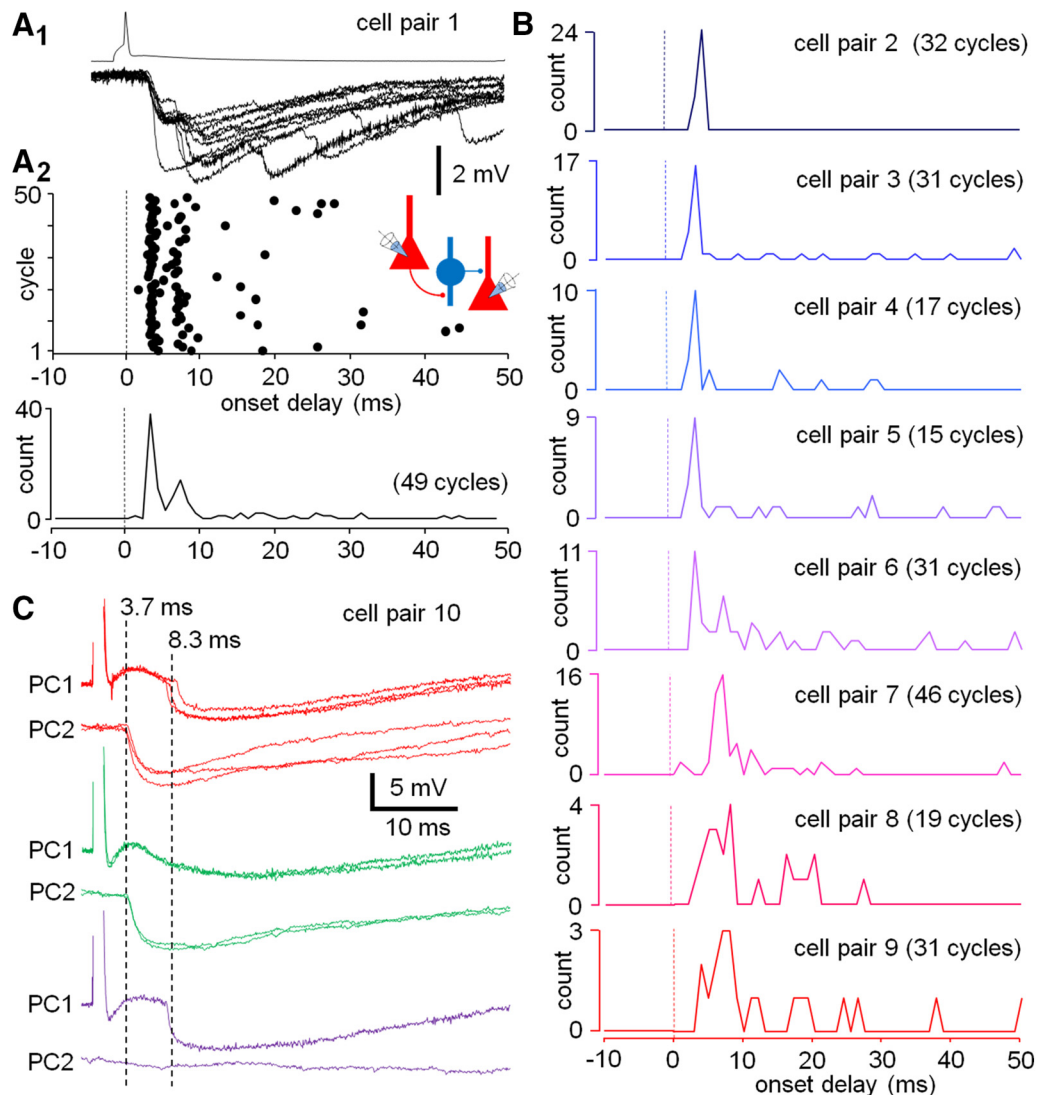 A1
cell pair 1
2 mV
A2
50
cycle
1
-10 0 10 20 30 40 50
onset delay (ms)
40
count
(49 cycles)
0
-10 0 10 20 30 40 50
C
cell pair 10
3.7 ms
8.3 ms
PC1
PC2
5 mV
10 ms
PC1
PC2
PC1
PC2
B
24
cell pair 2 (32 cycles)
count
0
17
cell pair 3 (31 cycles)
count
0
10
cell pair 4 (17 cycles)
count
0
9
cell pair 5 (15 cycles)
count
0
11
cell pair 6 (31 cycles)
count
0
16
cell pair 7 (46 cycles)
count
0
4
cell pair 8 (19 cycles)
count
0
3
cell pair 9 (31 cycles)
count
0
-10 0 10 20 30 40 50
onset delay (ms)